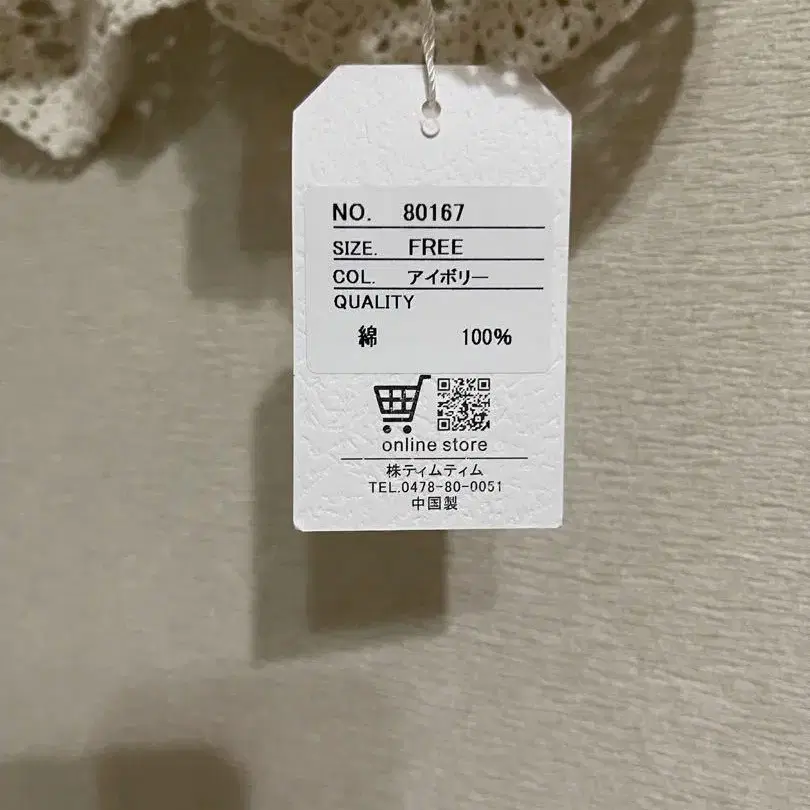 NO. 80167
SIZE. FREE
COL. アイボリー
QUALITY
綿 100%
online store
株ティムティム
TEL.0478-80-0051
中国製